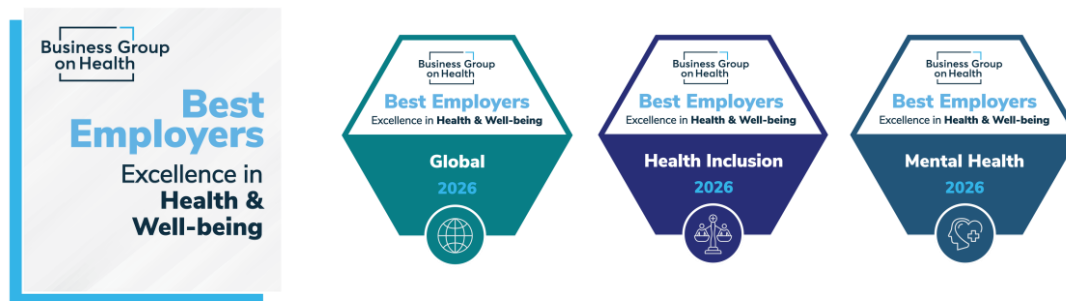 Business Group
on Health
Best
Employers
Excellence in
Health &
Well-being
Business Group
on Health
Best Employers
Excellence in Health & Well-being
Global
2026
Business Group
on Health
Best Employers
Excellence in Health & Well-being
Health Inclusion
2026
Business Group
on Health
Best Employers
Excellence in Health & Well-being
Mental Health
2026